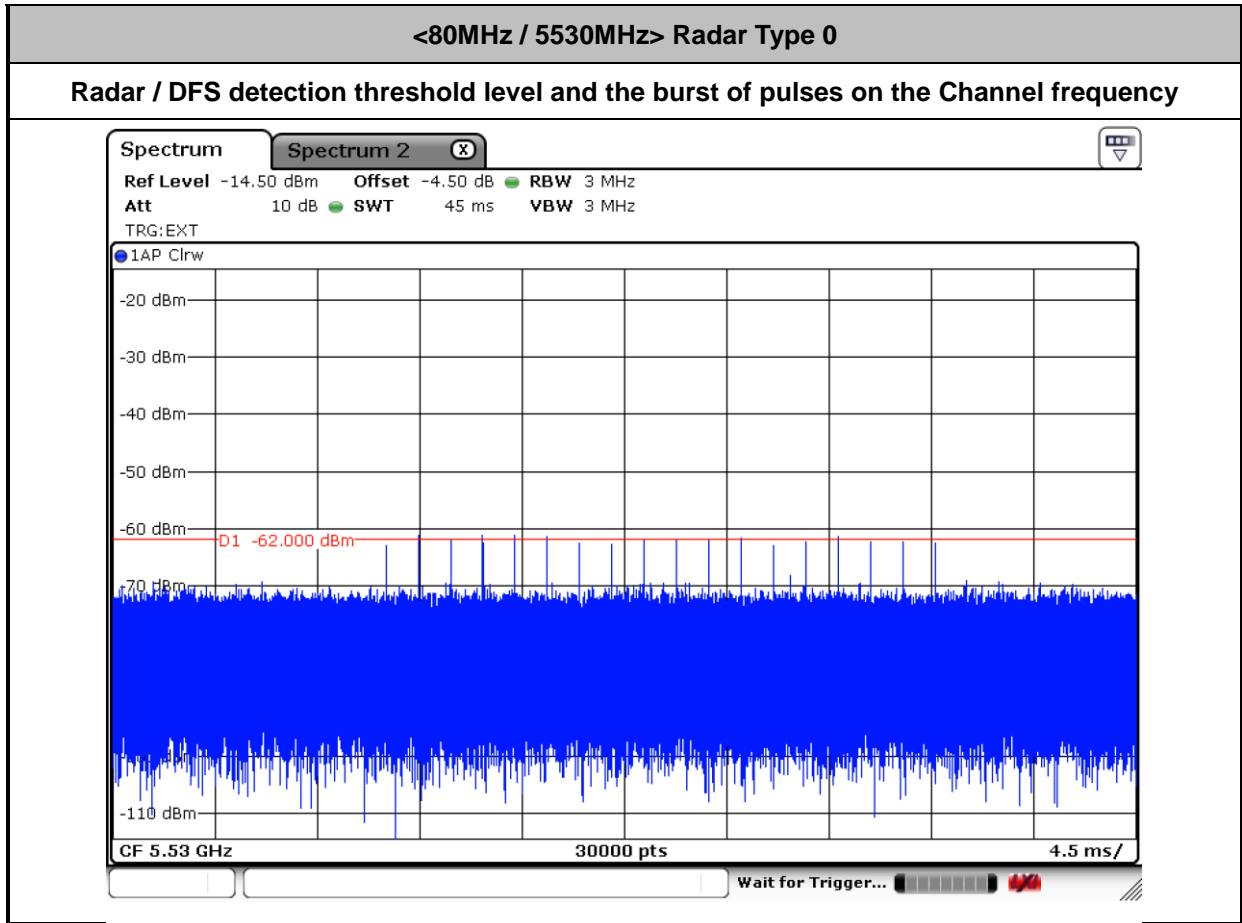 <80MHz / 5530MHz> Radar Type 0
Radar / DFS detection threshold level and the burst of pulses on the Channel frequency
Spectrum Spectrum 2 X
Ref Level -14.50 dBm Offset -4.50 dB RBW 3 MHz
Att 10 dB SWT 45 ms VBW 3 MHz
TRG:EXT
1AP Clrw
-20 dBm
-30 dBm
-40 dBm
-50 dBm
-60 dBm
D1 -62.000 dBm
-70 dBm
-110 dBm
CF 5.53 GHz 30000 pts 4.5 ms/
Wait for Trigger...